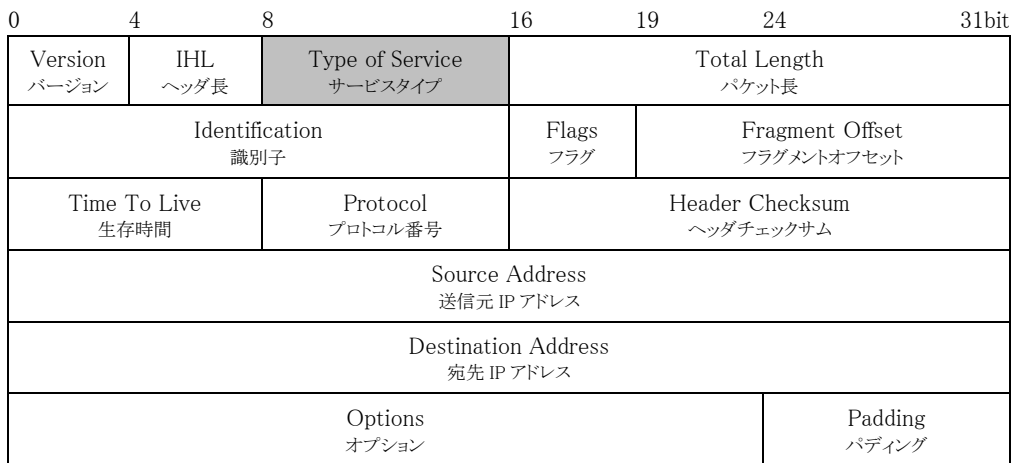 0 4 8 16 19 24 31bit
Version IHL Type of Service Total Length
バージョン ヘッダ長 サービスタイプ パケット長
Identification Flags Fragment Offset
識別子 フラグ フラグメントオフセット
Time To Live Protocol Header Checksum
生存時間 プロトコル番号 ヘッダチェックサム
Source Address
送信元 IP アドレス
Destination Address
宛先 IP アドレス
Options Padding
オプション パディング